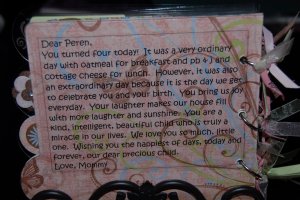 Dear Peren,
You turned four today! It was a very ordinary
day with oatmeal for breakfast and pb & J and
cottage cheese for lunch. However, it was also
an extraordinary day because it is the day we get
to celebrate you and your birth. You bring us joy
everyday. Your laughter makes our house fill
with more laughter and sunshine. You are a
kind, intelligent, beautiful child who is truly a
miracle in our lives. We love you so much, little
one. Wishing you the happiest of days, today and
forever, our dear precious child.
Love, Mommy